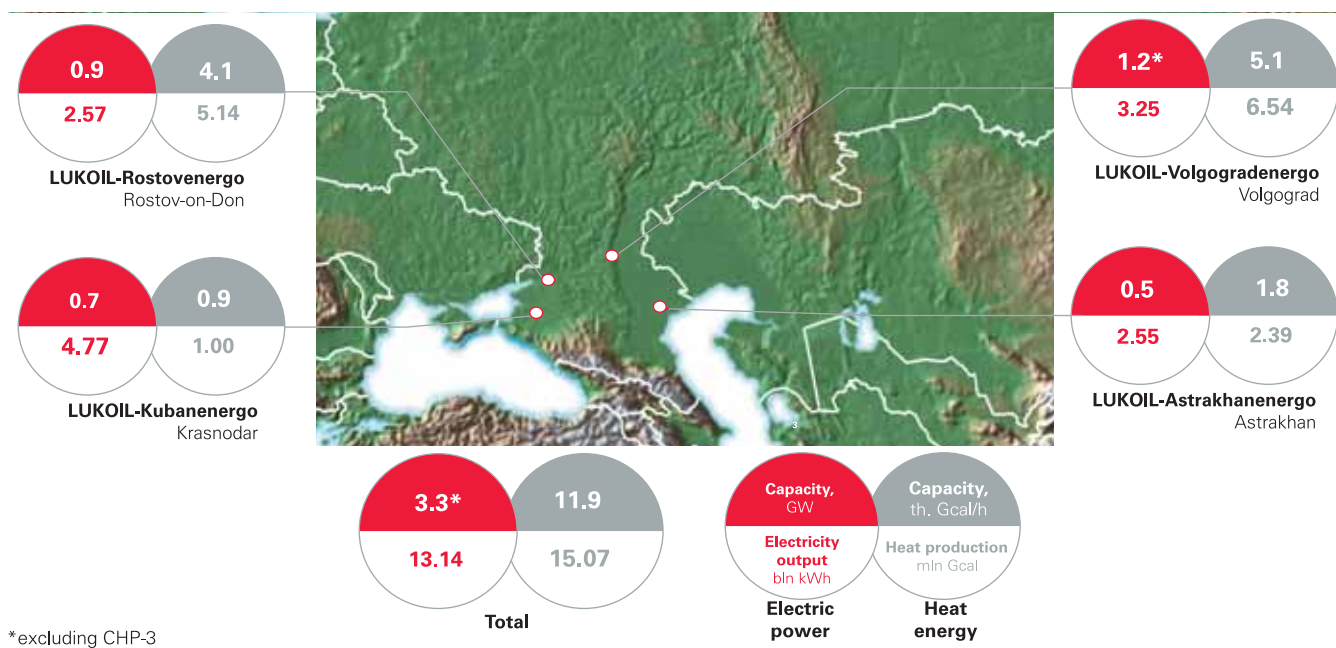 0.9
4.1
2.57
5.14
LUKOIL-Rostovenergo
Rostov-on-Don
0.7
0.9
4.77
1.00
LUKOIL-Kubanenergo
Krasnodar
1.2*
5.1
3.25
6.54
LUKOIL-Volgogradenergo
Volgograd
0.5
1.8
2.55
2.39
LUKOIL-Astrakhanenergo
Astrakhan
3
3.3*
11.9
13.14
15.07
Total
Capacity,
GW
Electricity
output
bln kWh
Electric
power
Capacity,
th. Gcal/h
Heat production
mln Gcal
Heat
energy
*excluding CHP-3